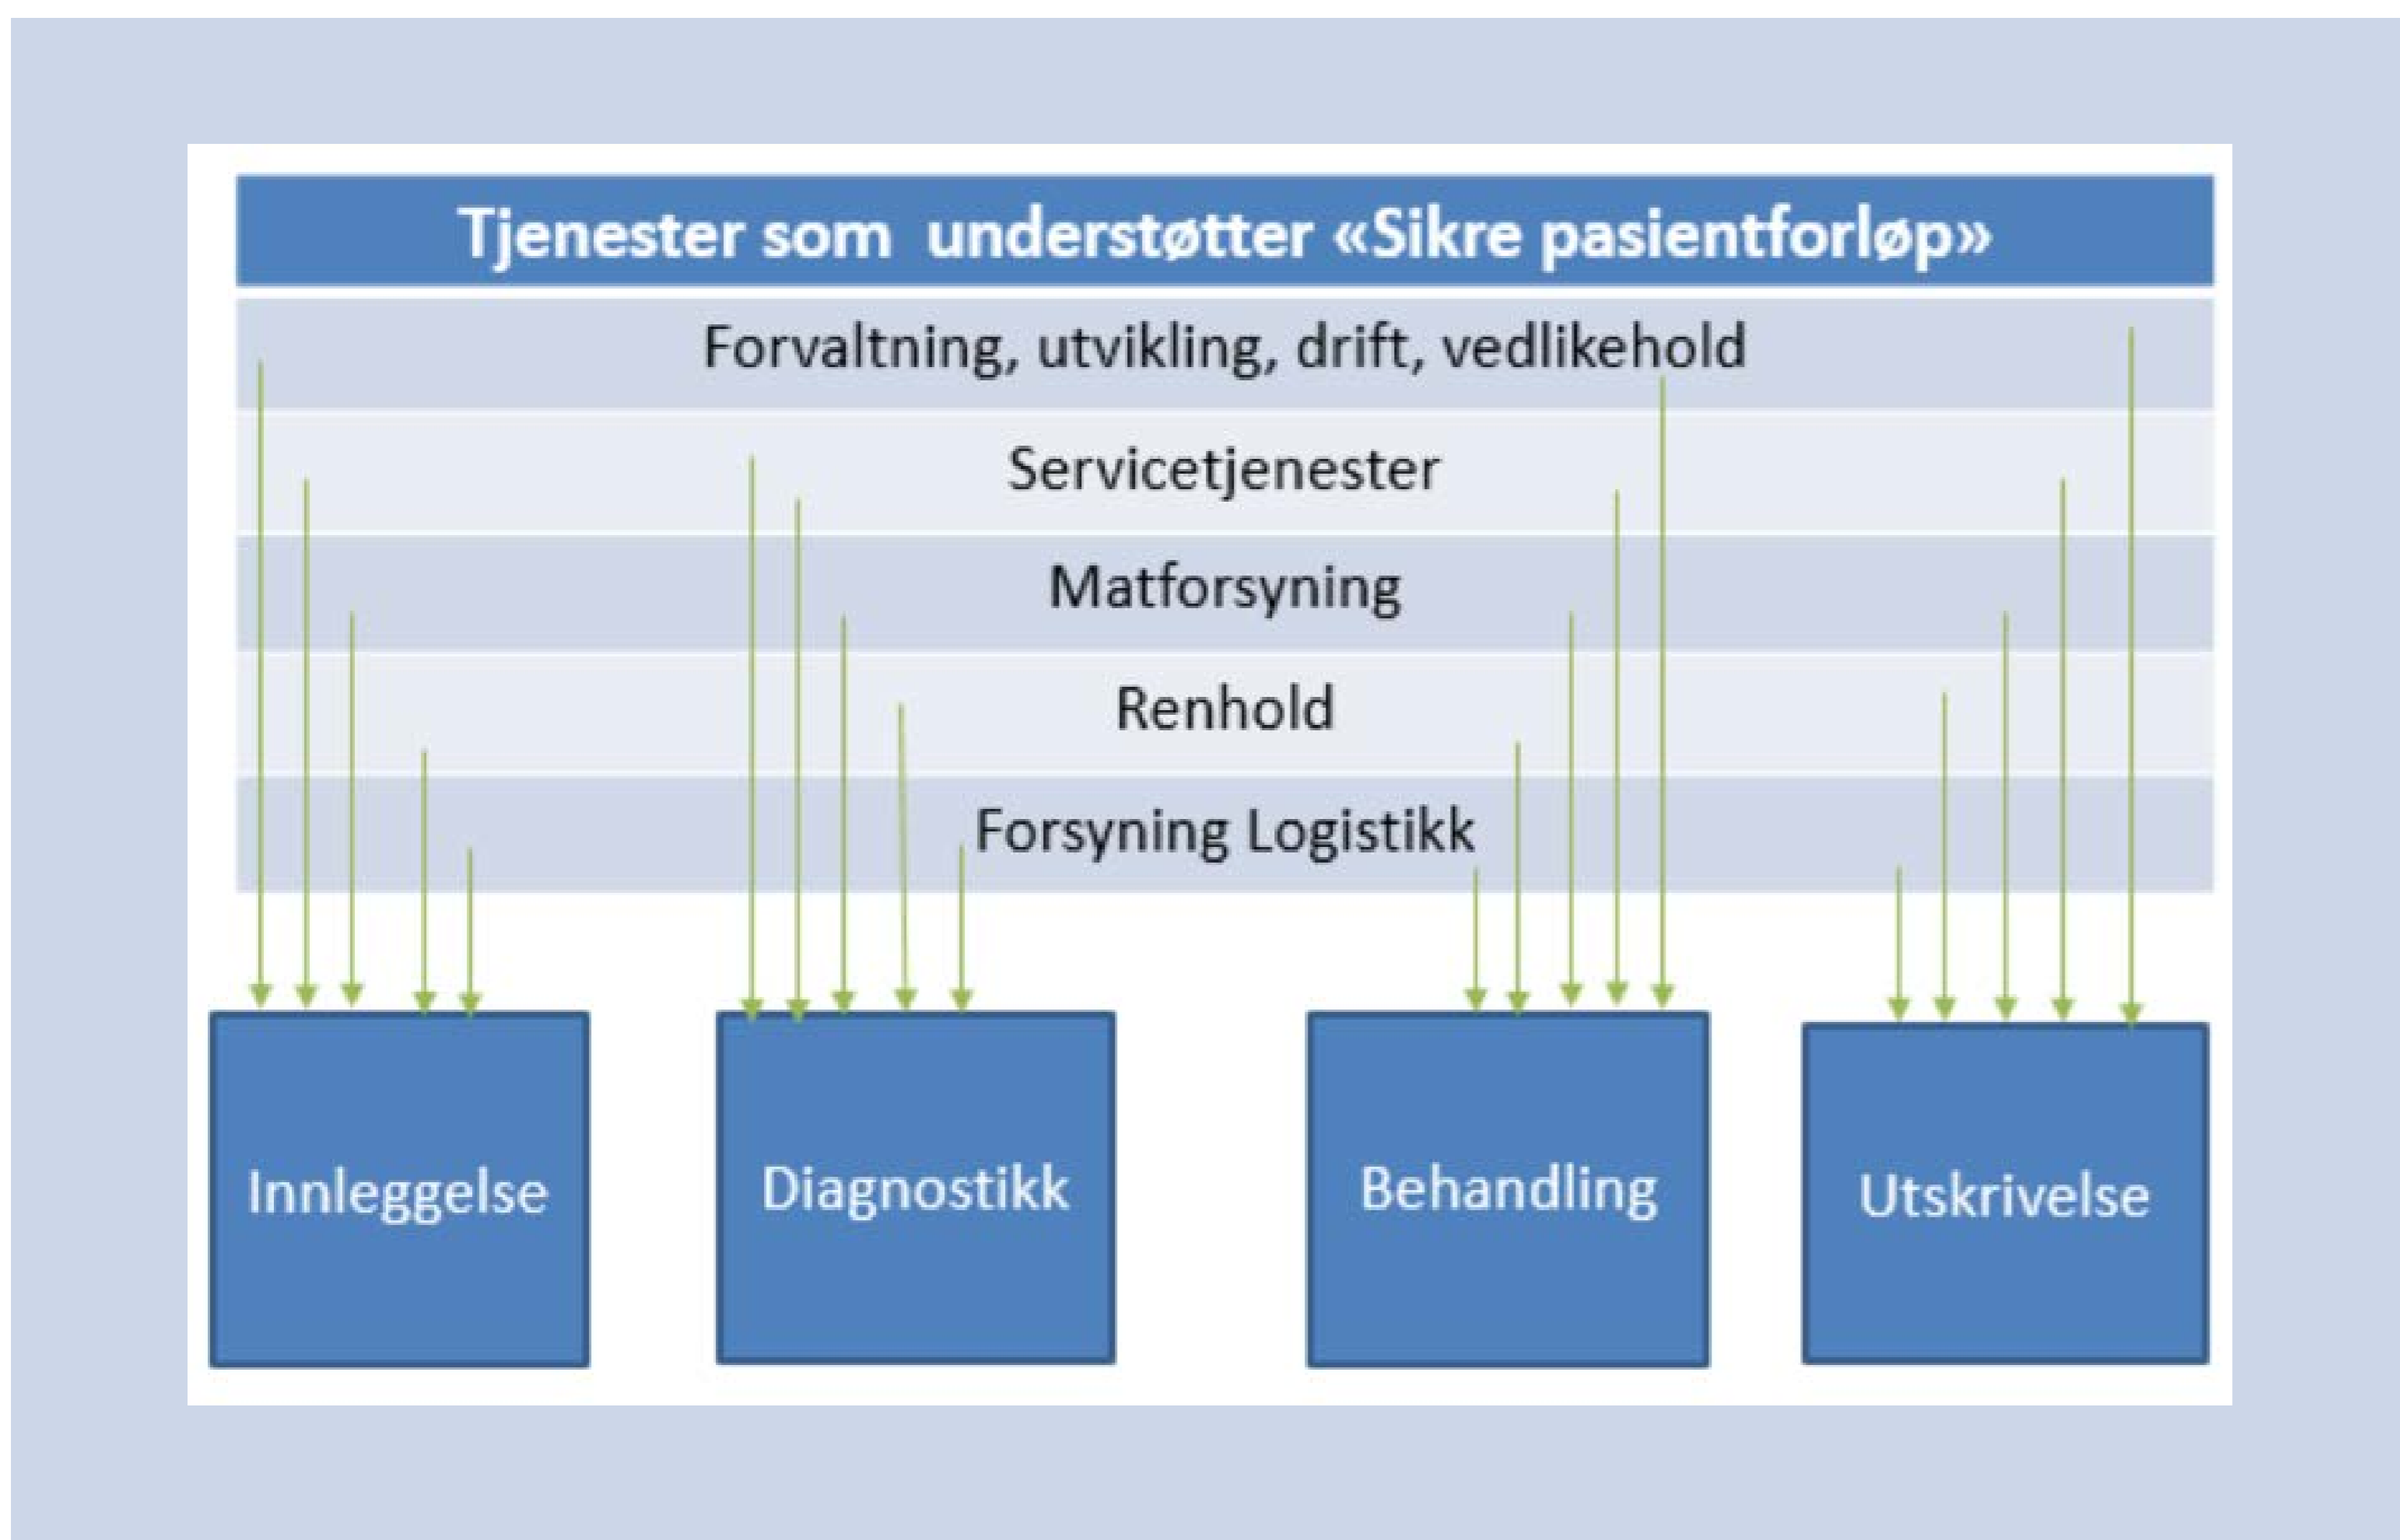 Tjenester som understøtter «Sikre pasientforløp»
Forvaltning, utvikling, drift, vedlikehold
Servicetjenester
Matforsyning
Renhold
Forsyning Logistikk
Innleggelse
Diagnostikk
Behandling
Utskrivelse